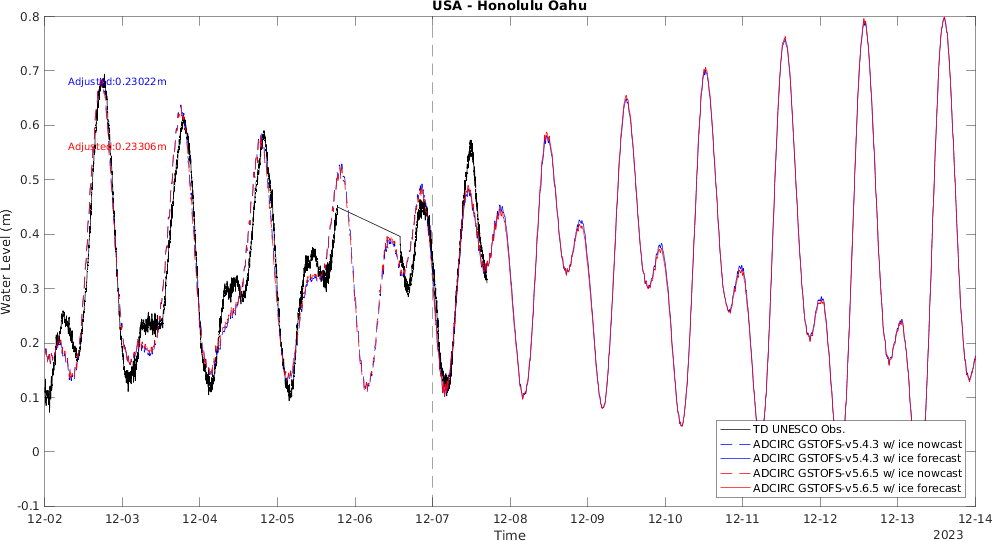 USA - Honolulu Oahu
0.8
0.7
0.6
0.5
0.4
0.3
0.2
0.1
0
-0.1
Water Level (m)
Adjusted:0.23022m
Adjusted:0.23306m
TD UNESCO Obs.
ADCIRC GSTOFS-v5.4.3 w/ ice nowcast
ADCIRC GSTOFS-v5.4.3 w/ ice forecast
ADCIRC GSTOFS-v5.6.5 w/ ice nowcast
ADCIRC GSTOFS-v5.6.5 w/ ice forecast
12-02 12-03 12-04 12-05 12-06 12-07 12-08 12-09 12-10 12-11 12-12 12-13 12-14
Time
2023